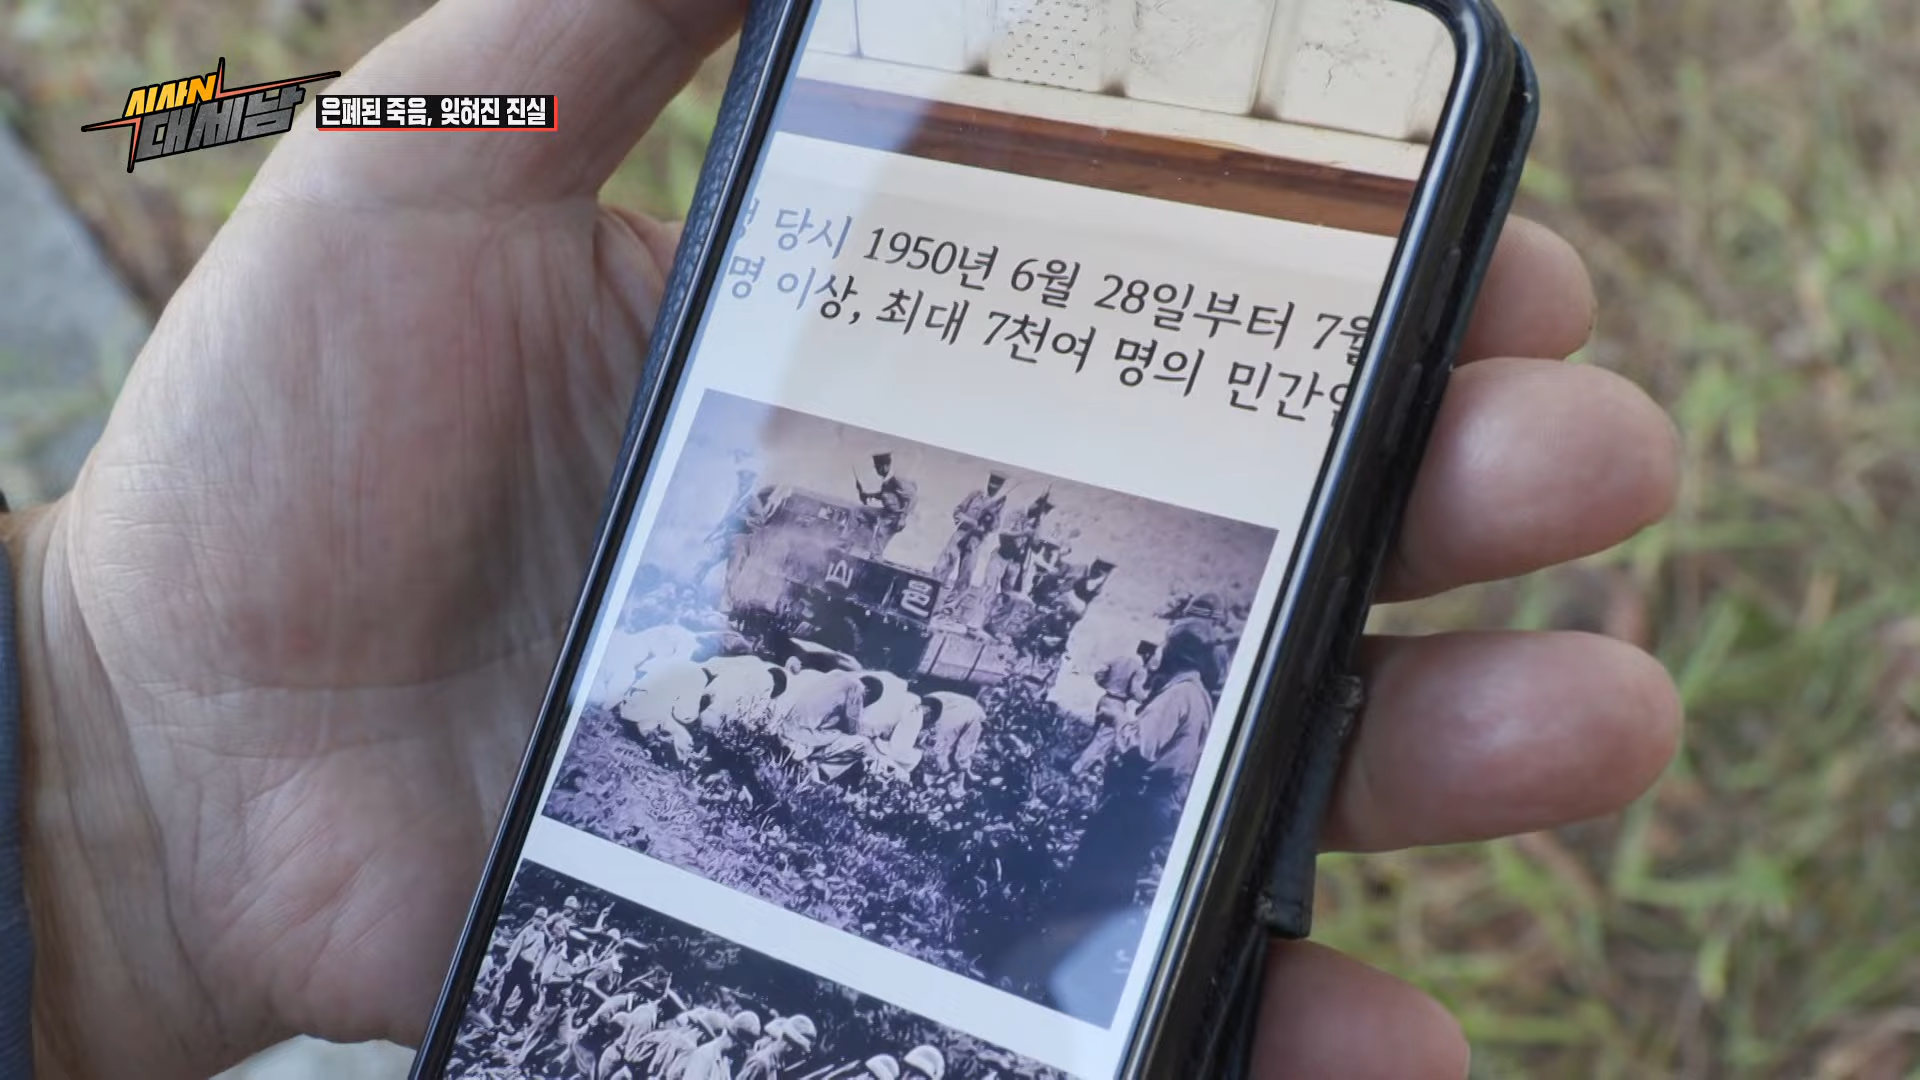 시사N
대세남
은폐된 죽음, 잊혀진 진실
당시 1950년 6월 28일부터 7월
명 이상, 최대 7천여 명의 민간인